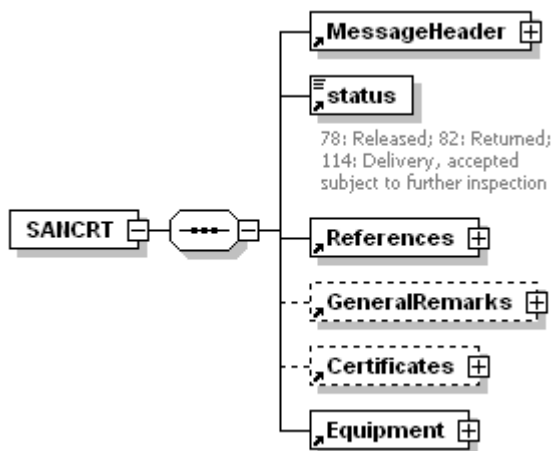 MessageHeader
status
78: Released; 82: Returned;
114: Delivery, accepted
subject to further inspection
SANCRT
References
GeneralRemarks
Certificates
Equipment